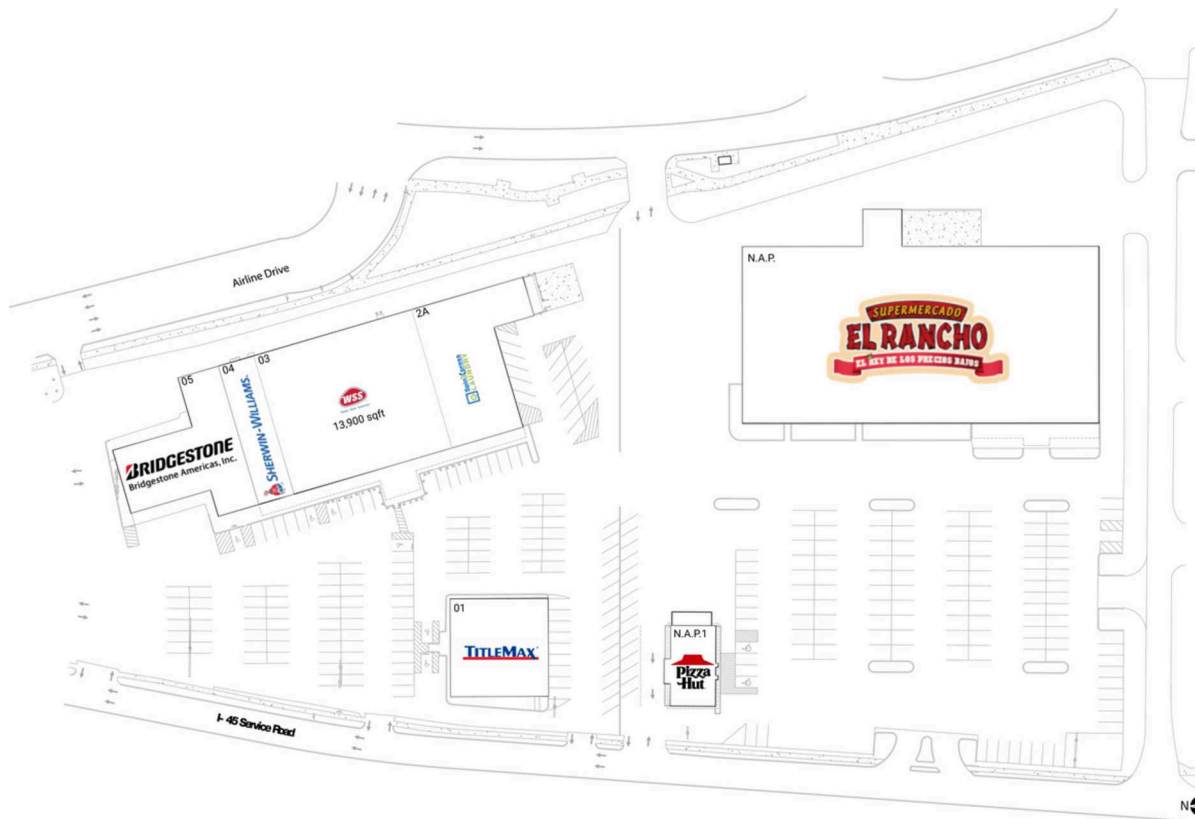 Airline Drive
N.A.P.
SUPERMERCADO
EL RANCHO
EL REY DE LOS PRECIOS BAJOS
05
04
03
2A
BRIDGESTONE
Bridgestone Americas, Inc.
SHERWIN-WILLIAMS.
WSS
13,900 sqft
LAUNDRY
01
TITLEMAX
N.A.P.1
Pizza
Hut
I- 45 Service Road
N